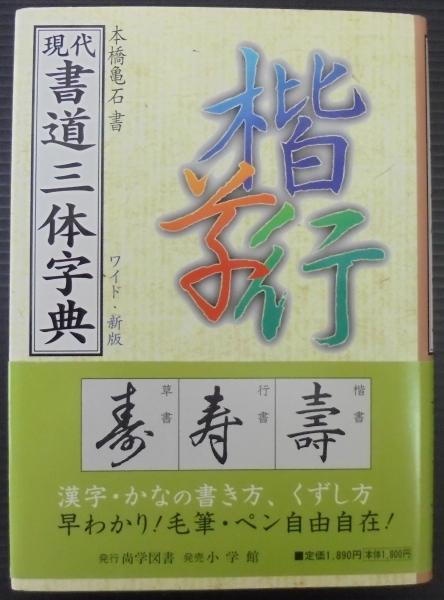 現代
書道三体字典
本橋亀石 書
ワイド・新版
楷
行
草
楷書
壽
行書
寿
草書
寿
漢字・かなの書き方、くずし方
早わかり!毛筆・ペン自由自在!
発行 尚学図書 発売 小学館
■定価1,890円 本体1,800円